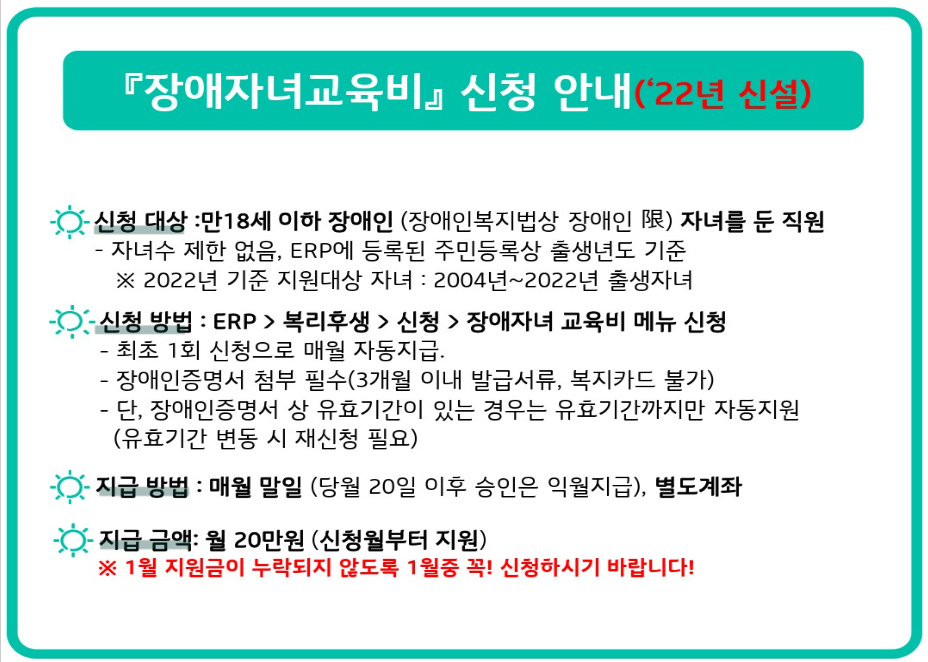 『장애자녀교육비』 신청 안내(‘22년 신설)
신청 대상 :만18세 이하 장애인 (장애인복지법상 장애인 限) 자녀를 둔 직원
- 자녀수 제한 없음, ERP에 등록된 주민등록상 출생년도 기준
※ 2022년 기준 지원대상 자녀 : 2004년~2022년 출생자녀
신청 방법 : ERP > 복리후생 > 신청 > 장애자녀 교육비 메뉴 신청
- 최초 1회 신청으로 매월 자동지급.
- 장애인증명서 첨부 필수(3개월 이내 발급서류, 복지카드 불가)
- 단, 장애인증명서 상 유효기간이 있는 경우는 유효기간까지만 자동지원
(유효기간 변동 시 재신청 필요)
지급 방법 : 매월 말일 (당월 20일 이후 승인은 익월지급), 별도계좌
지급 금액: 월 20만원 (신청월부터 지원)
※ 1월 지원금이 누락되지 않도록 1월중 꼭! 신청하시기 바랍니다!